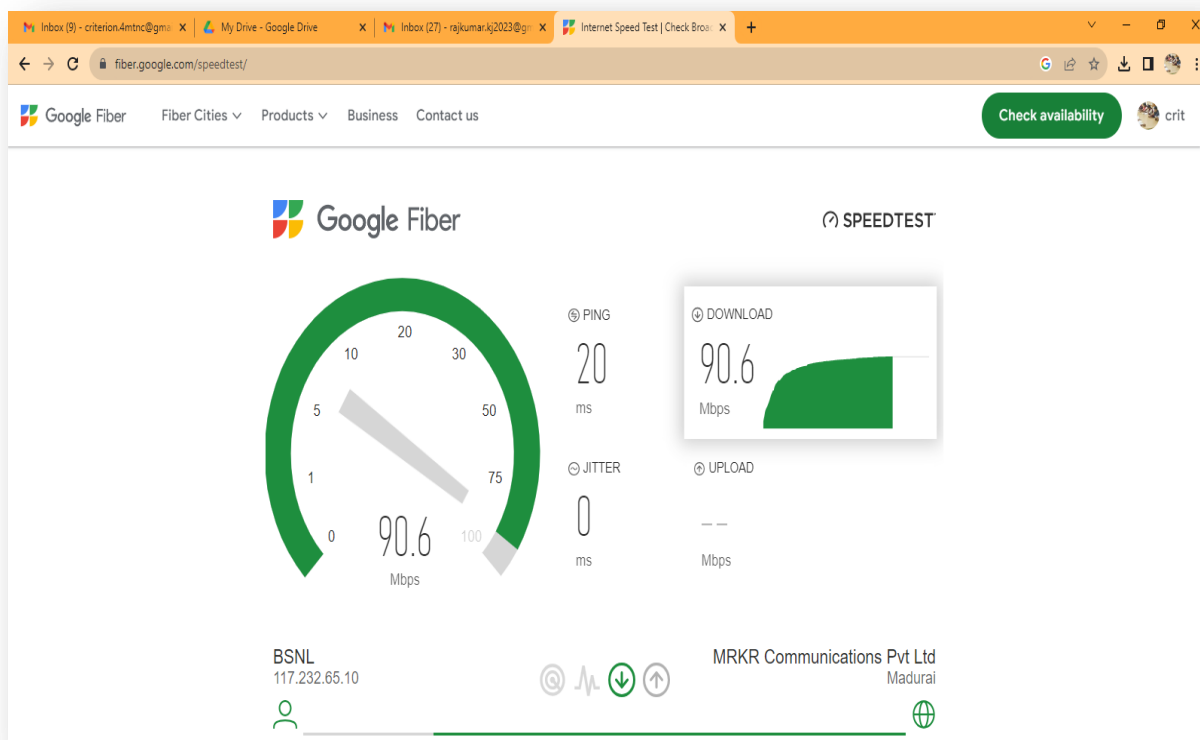 Inbox (9) - criterion.4mtnc@gma
My Drive - Google Drive
Inbox (27) - rajkumar.kj2023@gm
Internet Speed Test | Check Broa
fiber.google.com/speedtest/
Google Fiber
Fiber Cities
Products
Business
Contact us
Check availability
crit
Google Fiber
SPEEDTEST
0
1
5
10
20
30
50
75
100
90.6
Mbps
PING
20
ms
JITTER
0
ms
DOWNLOAD
90.6
Mbps
UPLOAD
——
Mbps
BSNL
117.232.65.10
MRKR Communications Pvt Ltd
Madurai